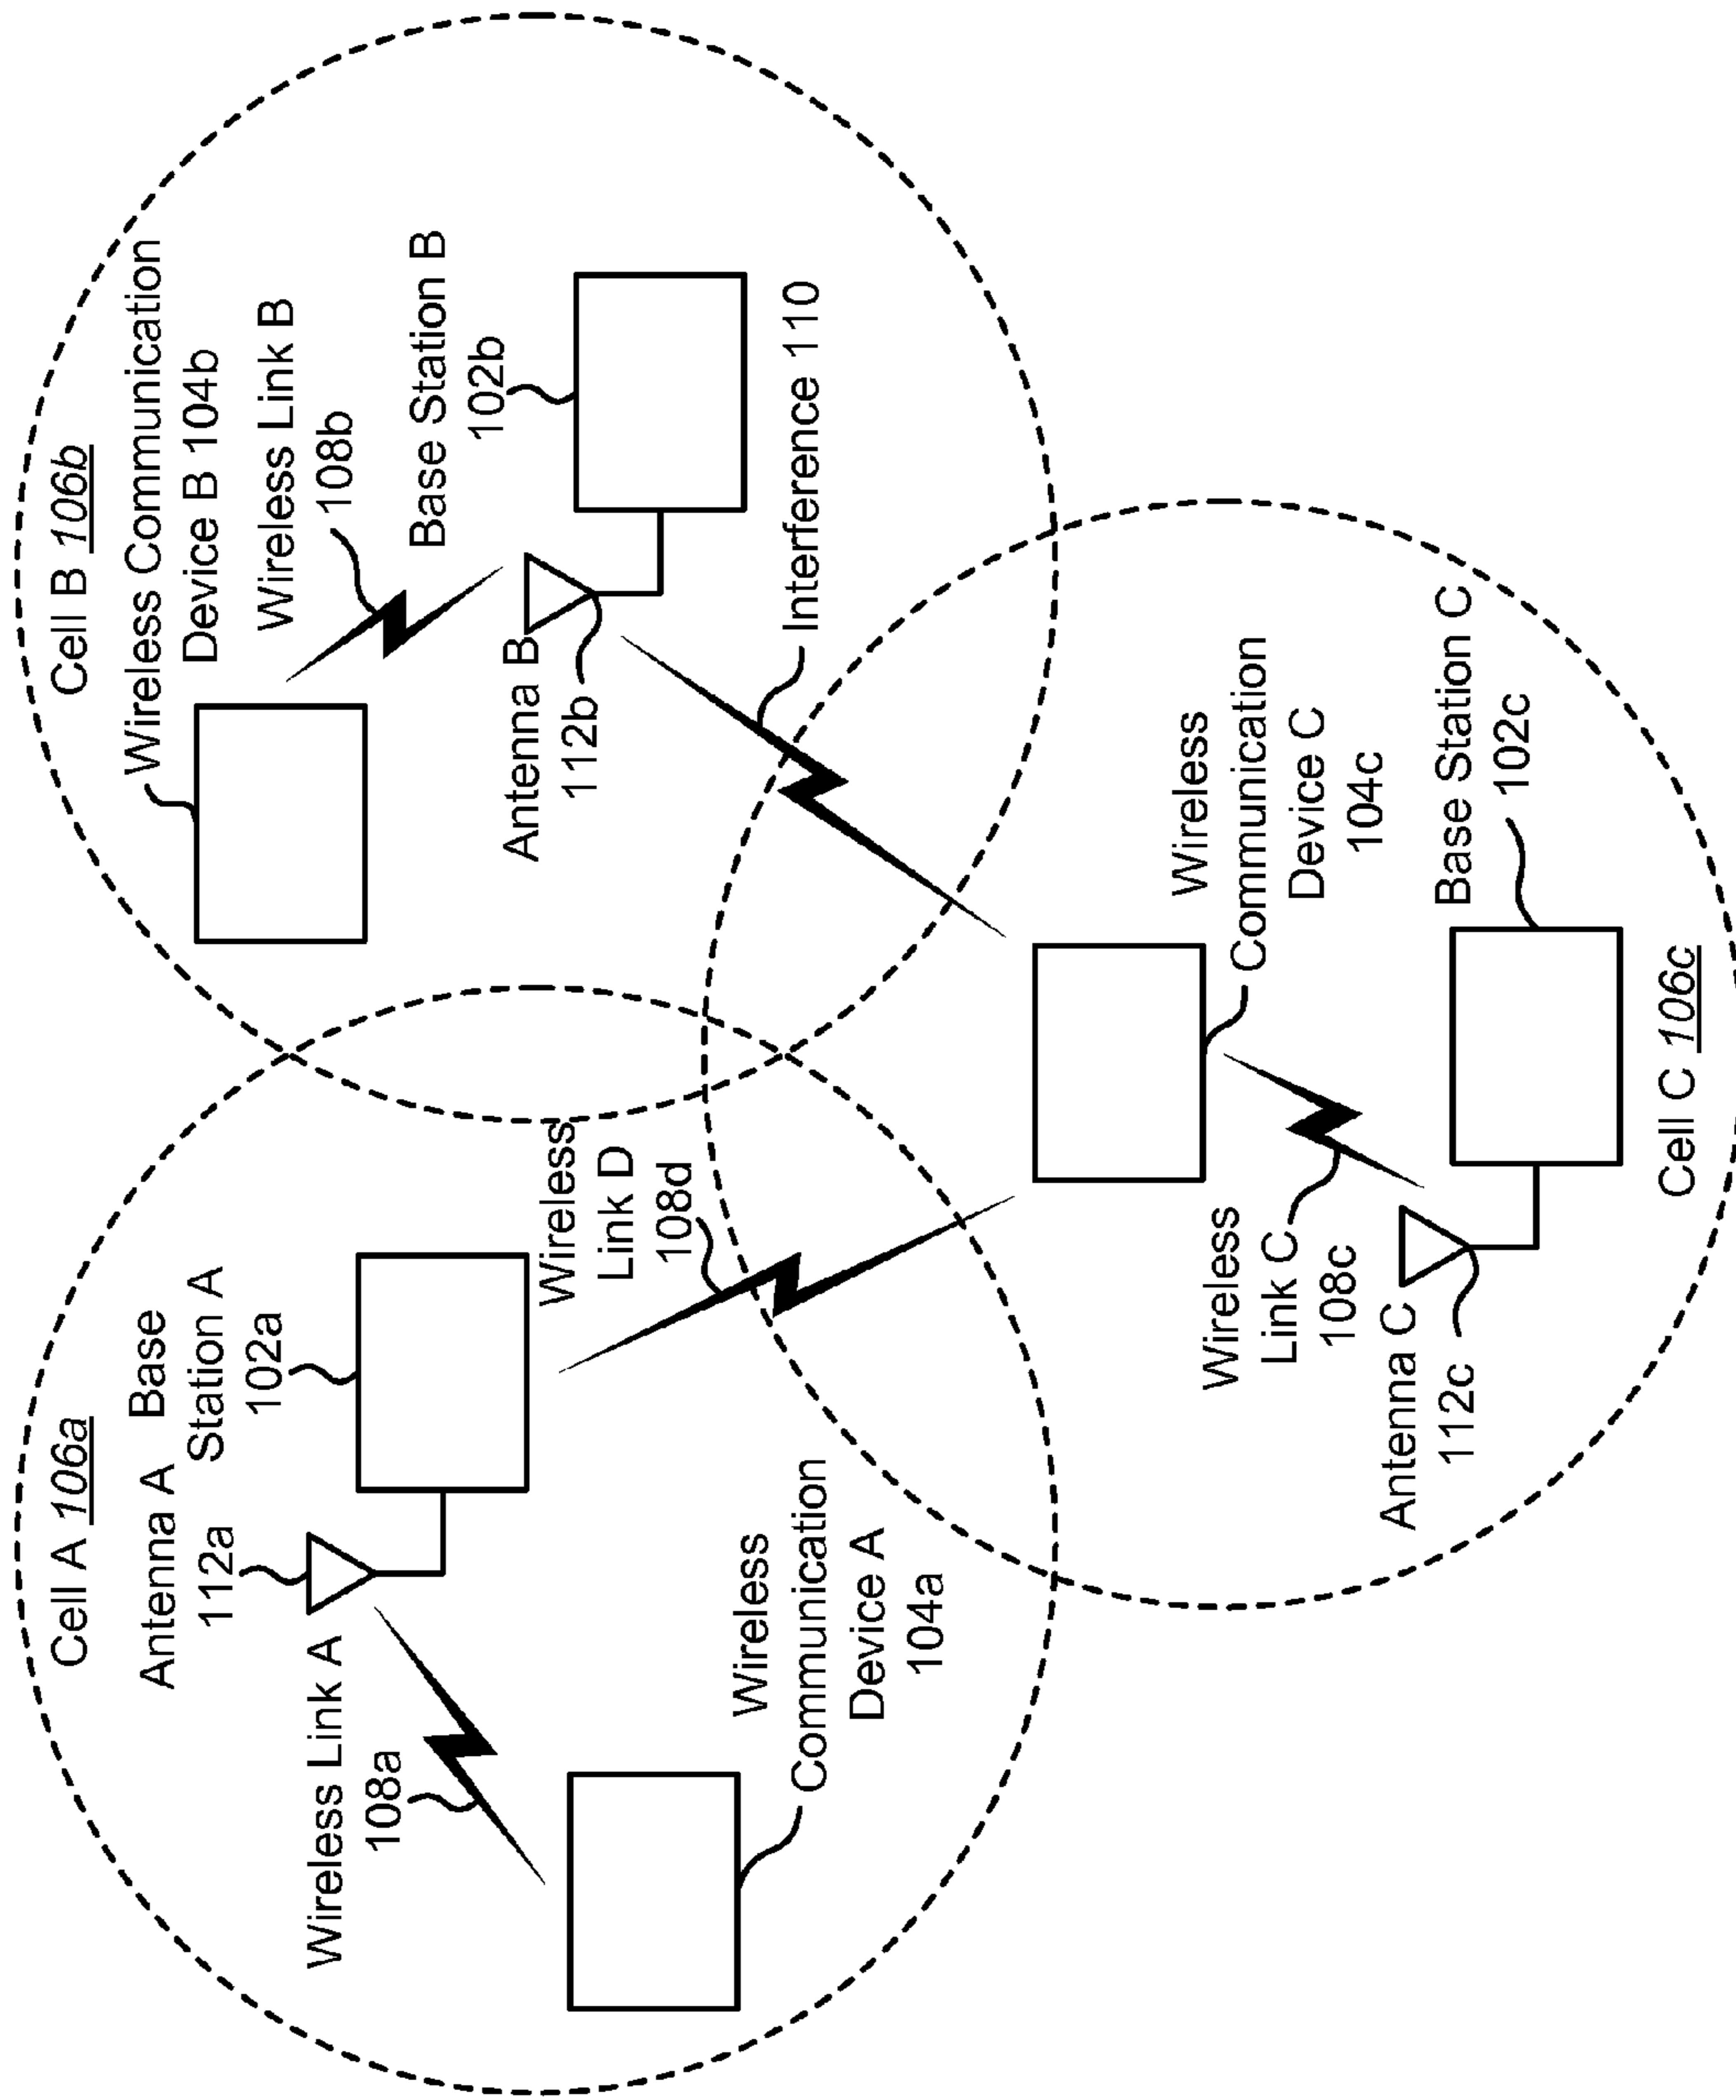 Cell A 106a
Antenna A
112a
Base
Station A
102a
Wireless Link A
108a
Wireless
Communication
Device A
104a
Wireless
Link D
108d
Cell B 106b
Wireless Communication
Device B 104b
Wireless Link B
108b
Base Station B
102b
Antenna B
112b
Interference 110
Wireless
Communication
Device C
104c
Wireless
Link C
108c
Antenna C
112c
Base Station C
102c
Cell C 106c